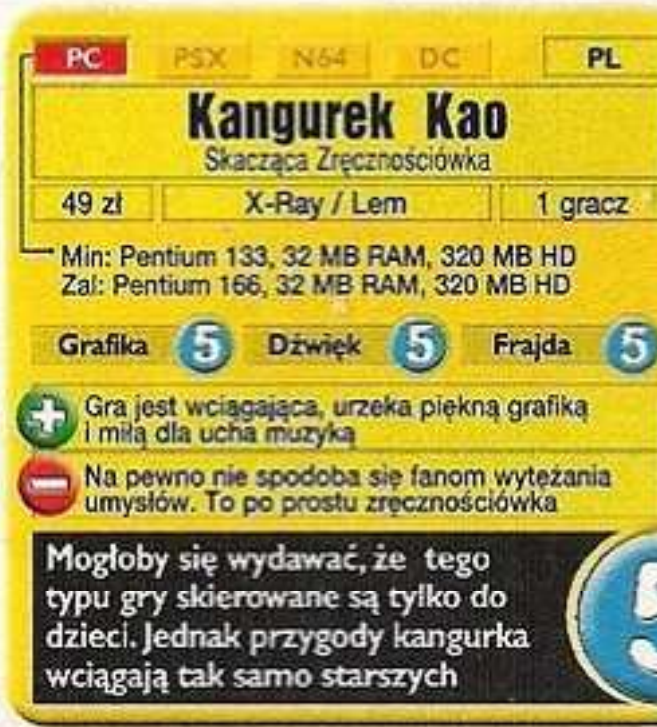 PC PSX N64 DC PL
Kangurek Kao
Skacząca Zręcznościówka
49 zł X-Ray / Lem 1 gracz
Min: Pentium 133, 32 MB RAM, 320 MB HD
Zal: Pentium 166, 32 MB RAM, 320 MB HD
Grafika 5 Dźwięk 5 Frajda 5
Gra jest wciągająca, urzeka piękną grafiką
i miłą dla ucha muzyką
Na pewno nie spodoba się fanom wytężania
umysłów. To po prostu zręcznościówka
Mogłoby się wydawać, że tego
typu gry skierowane są tylko do
dzieci. Jednak przygody kangurka
wciągają tak samo starszych
5